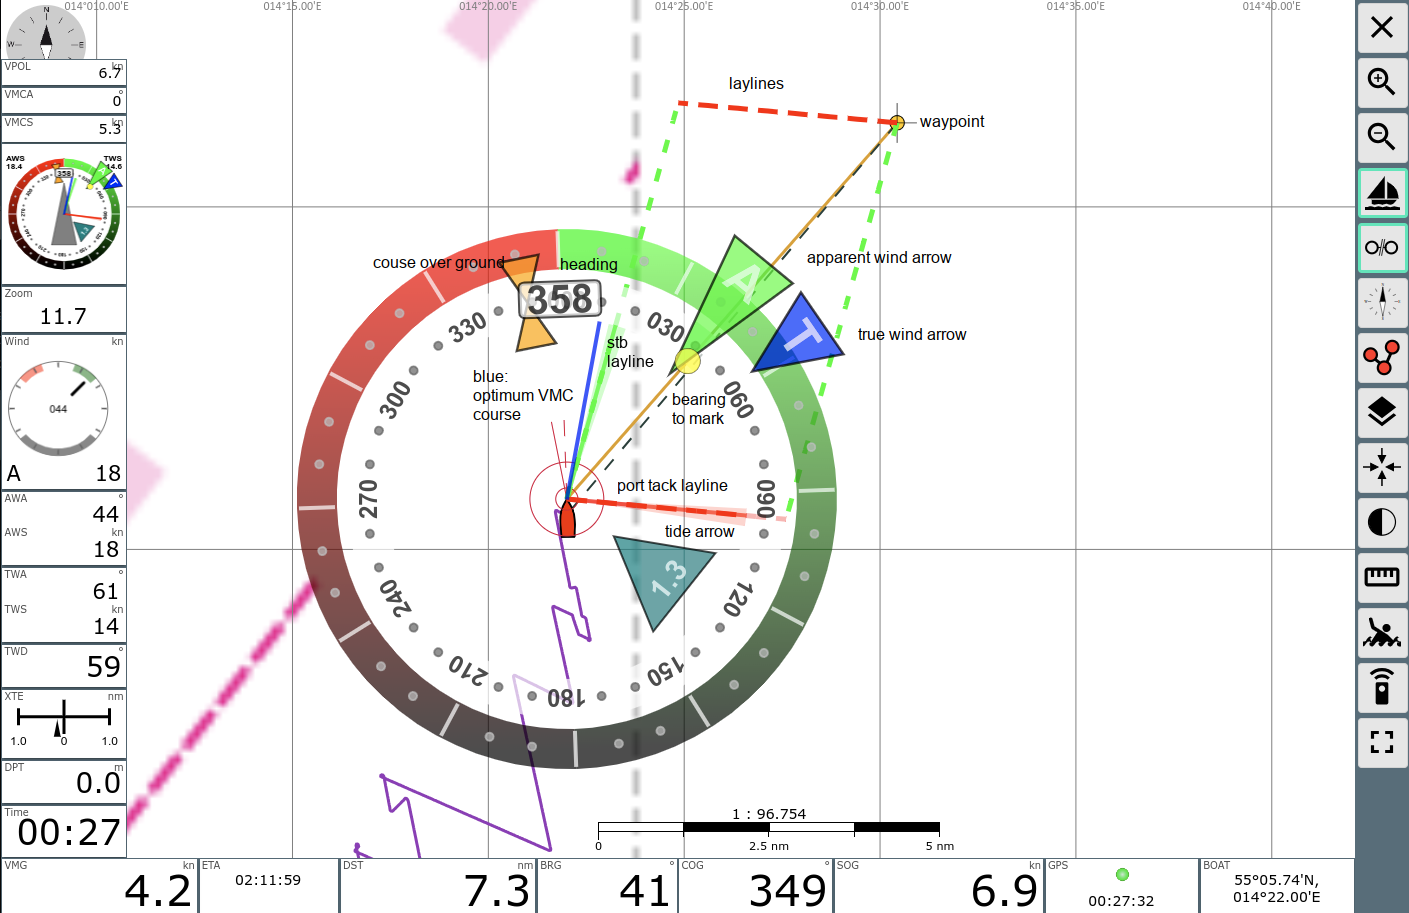 014°010.00'E
014°15.00'E
014°20.00'E
014°25.00'E
014°30.00'E
014°35.00'E
014°40.00'E
N
W
E
VPOL
kn
6.7
VMCA
°
0
VMCS
kn
5.3
AWS
18.4
TWS
14.6
358
1.3
Zoom
11.7
Wind
kn
044
A
18
AWA
°
44
AWS
kn
18
TWA
°
61
TWS
kn
14
TWD
°
59
XTE
nm
1.0
0
1.0
DPT
m
0.0
Time
00:27
laylines
waypoint
apparent wind arrow
true wind arrow
couse over ground
heading
358
A
T
330
030
300
060
270
090
240
120
210
150
180
stb
layline
blue:
optimum VMC
course
bearing
to mark
port tack layline
tide arrow
1.3
1 : 96.754
0
2.5 nm
5 nm
VMG
kn
4.2
ETA
02:11:59
DST
nm
7.3
BRG
°
41
COG
°
349
SOG
kn
6.9
GPS
00:27:32
BOAT
55°05.74'N,
014°22.00'E